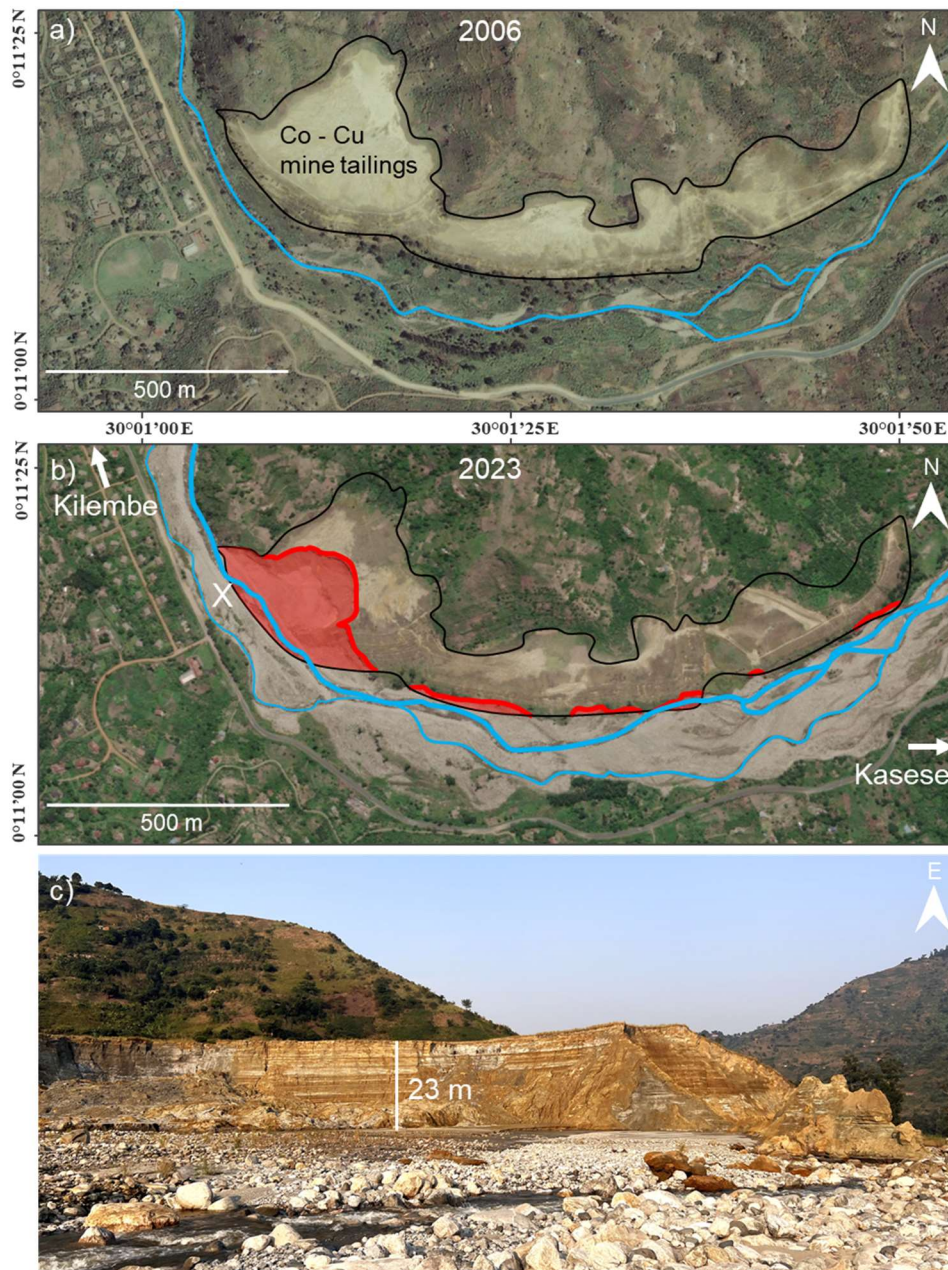 a)
2006
N
0°11'25 N
Co - Cu
mine tailings
0°11'00 N
500 m
30°01'00 E
30°01'25 E
30°01'50 E
b)
2023
N
0°11'25 N
Kilembe
X
Kasese
0°11'00 N
500 m
c)
E
23 m